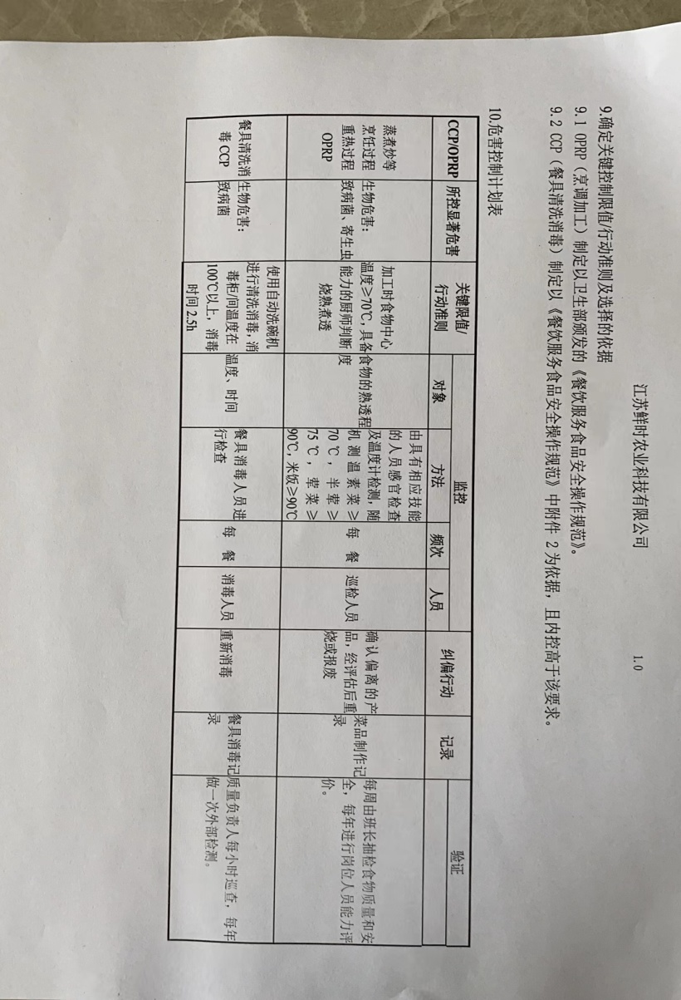 江苏鲜时农业科技有限公司 1.0
9.确定关键控制限值/行动准则及选择的依据
9.1 OPRP（烹调加工）制定以卫生部颁发的《餐饮服务食品安全操作规范》。
9.2 CCP（餐具清洗消毒）制定以《餐饮服务食品安全操作规范》中附件 2 为依据，且内控高于该要求。
10.危害控制计划表
CCP/OPRP
所控显著危害
关键限值/
行动准则
监控
对象
方法
频次
人员
纠偏行动
记录
验证
蒸煮炒等
烹饪过程
重热过程
OPRP
生物危害：
致病菌、寄生虫
加工时食物中心
温度≥70℃，具备
能力的厨师判断
烧熟煮透
食物的熟透程
度
由具有相应技能
的人员感官检查
及温度计检测，随
机测温素菜≥
70℃，半荤≥
75℃，荤菜≥
90℃，米饭≥90℃
每餐
巡检人员
确认偏离的产
品，经评估后重
烧或报废
菜品制作记
录
每周由班长抽检食物质量和安
全，每年进行岗位人员能力评
价。
餐具清洗消
毒 CCP
生物危害：
致病菌
使用自动洗碗机
进行清洗消毒，消
毒柜/间温度在
100℃以上，消毒
时间 2.5h
温度、时间
餐具消毒人员进
行检查
每餐
消毒人员
重新消毒
餐具消毒记
录
质量负责人每小时巡查，每年
做一次外部检测。